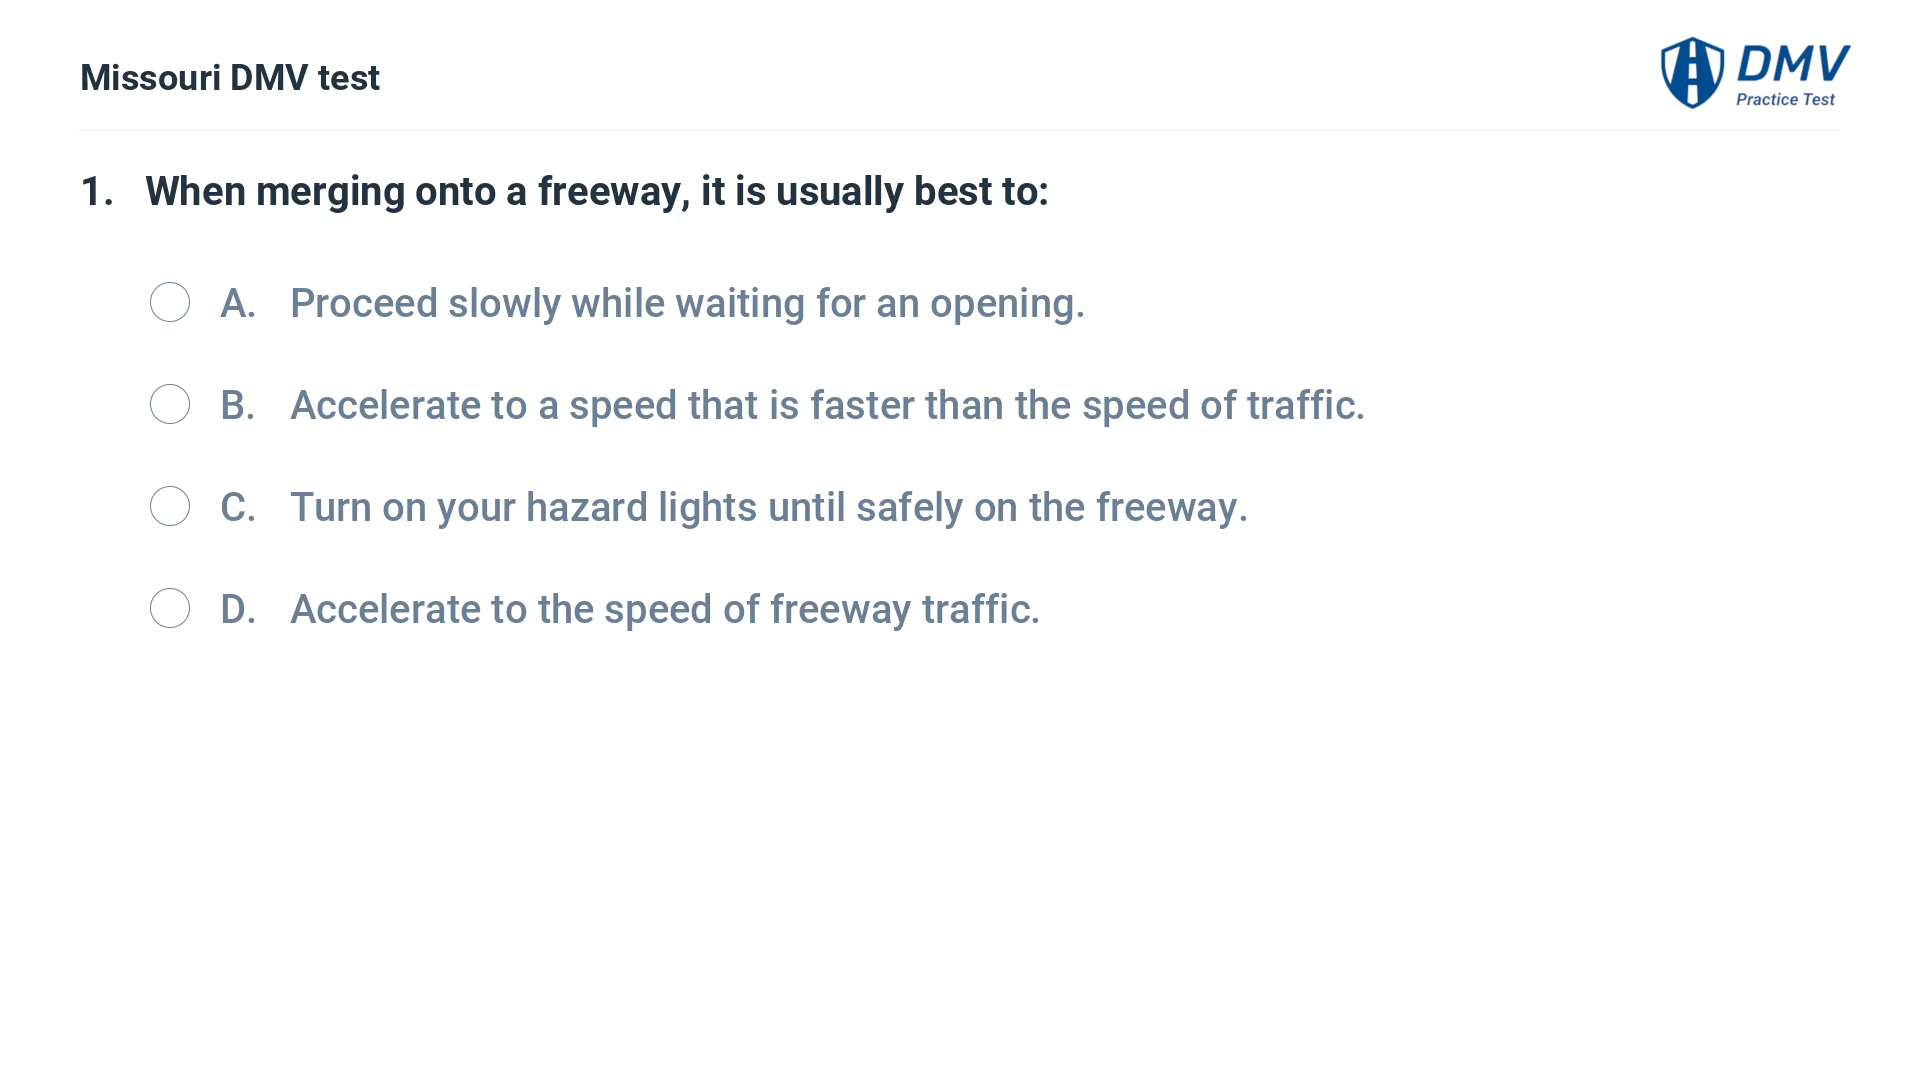 Missouri DMV test
DMV
Practice Test
1. When merging onto a freeway, it is usually best to:
A. Proceed slowly while waiting for an opening.
B. Accelerate to a speed that is faster than the speed of traffic.
C. Turn on your hazard lights until safely on the freeway.
D. Accelerate to the speed of freeway traffic.